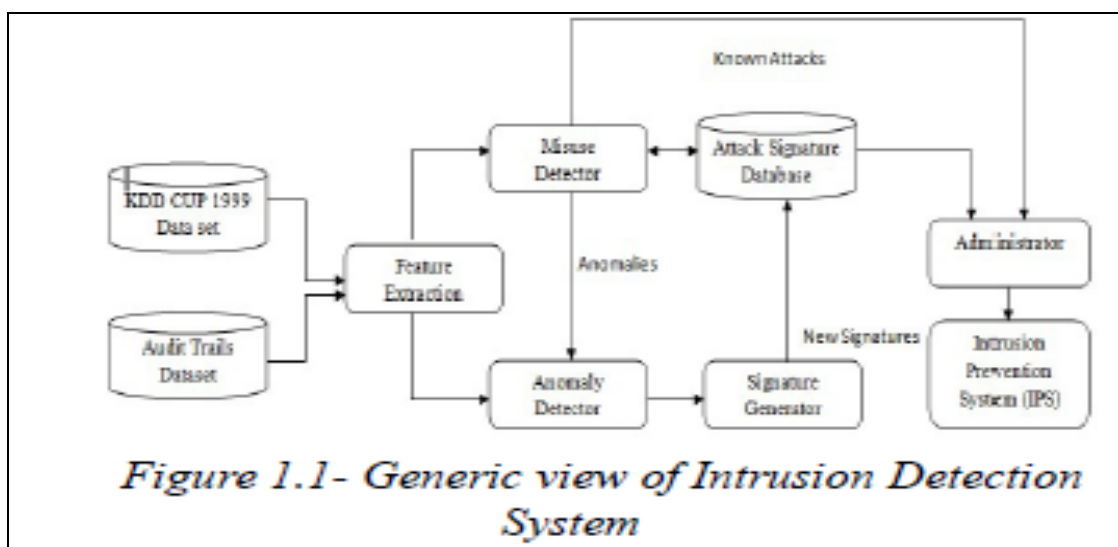 Known Attacks
Misuse
Detector
Attack Signature
Database
KDD CUP 1999
Data set
Administrator
Feature
Extraction
Anomalies
Audit Trails
Dataset
New Signatures
Anomaly
Detector
Signature
Generator
Intrusion
Prevention
System (IPS)
Figure 1.1- Generic view of Intrusion Detection
System